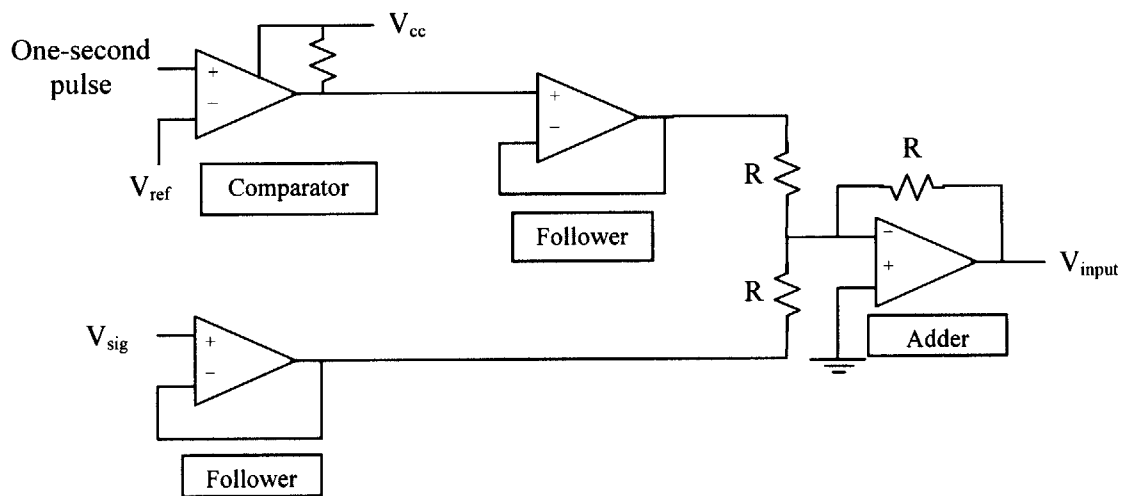 V_cc
One-second
pulse
+
−
V_ref
Comparator
+
−
Follower
R
R
R
−
+
V_input
Adder
V_sig
+
−
Follower